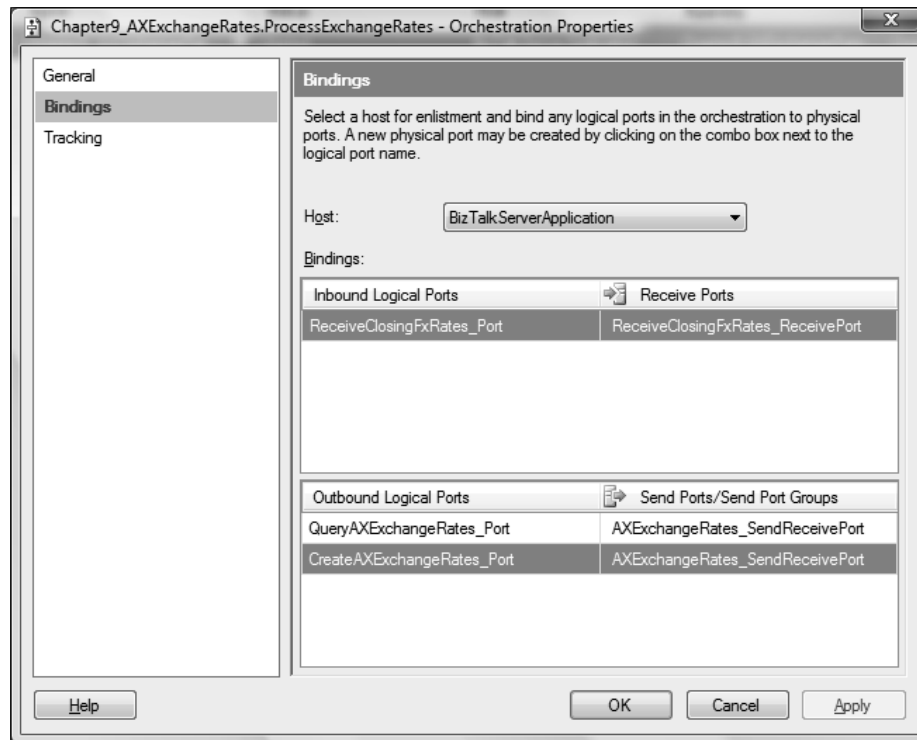 Chapter9_AXExchangeRates.ProcessExchangeRates - Orchestration Properties
X
General
Bindings
Tracking
Bindings
Select a host for enlistment and bind any logical ports in the orchestration to physical
ports. A new physical port may be created by clicking on the combo box next to the
logical port name.
Host:
BizTalkServerApplication
Bindings:
Inbound Logical Ports
Receive Ports
ReceiveClosingFxRates_Port
ReceiveClosingFxRates_ReceivePort
Outbound Logical Ports
Send Ports/Send Port Groups
QueryAXExchangeRates_Port
AXExchangeRates_SendReceivePort
CreateAXExchangeRates_Port
AXExchangeRates_SendReceivePort
Help
OK
Cancel
Apply